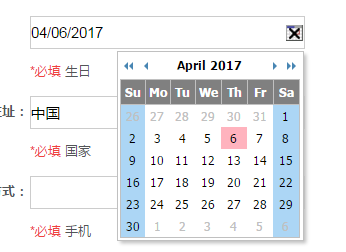 04/06/2017
*必填 生日
April 2017
Su Mo Tu We Th Fr Sa
26 27 28 29 30 31 1
2 3 4 5 6 7 8
9 10 11 12 13 14 15
16 17 18 19 20 21 22
23 24 25 26 27 28 29
30 1 2 3 4 5 6
址： 中国
*必填 国家
方式：
*必填 手机